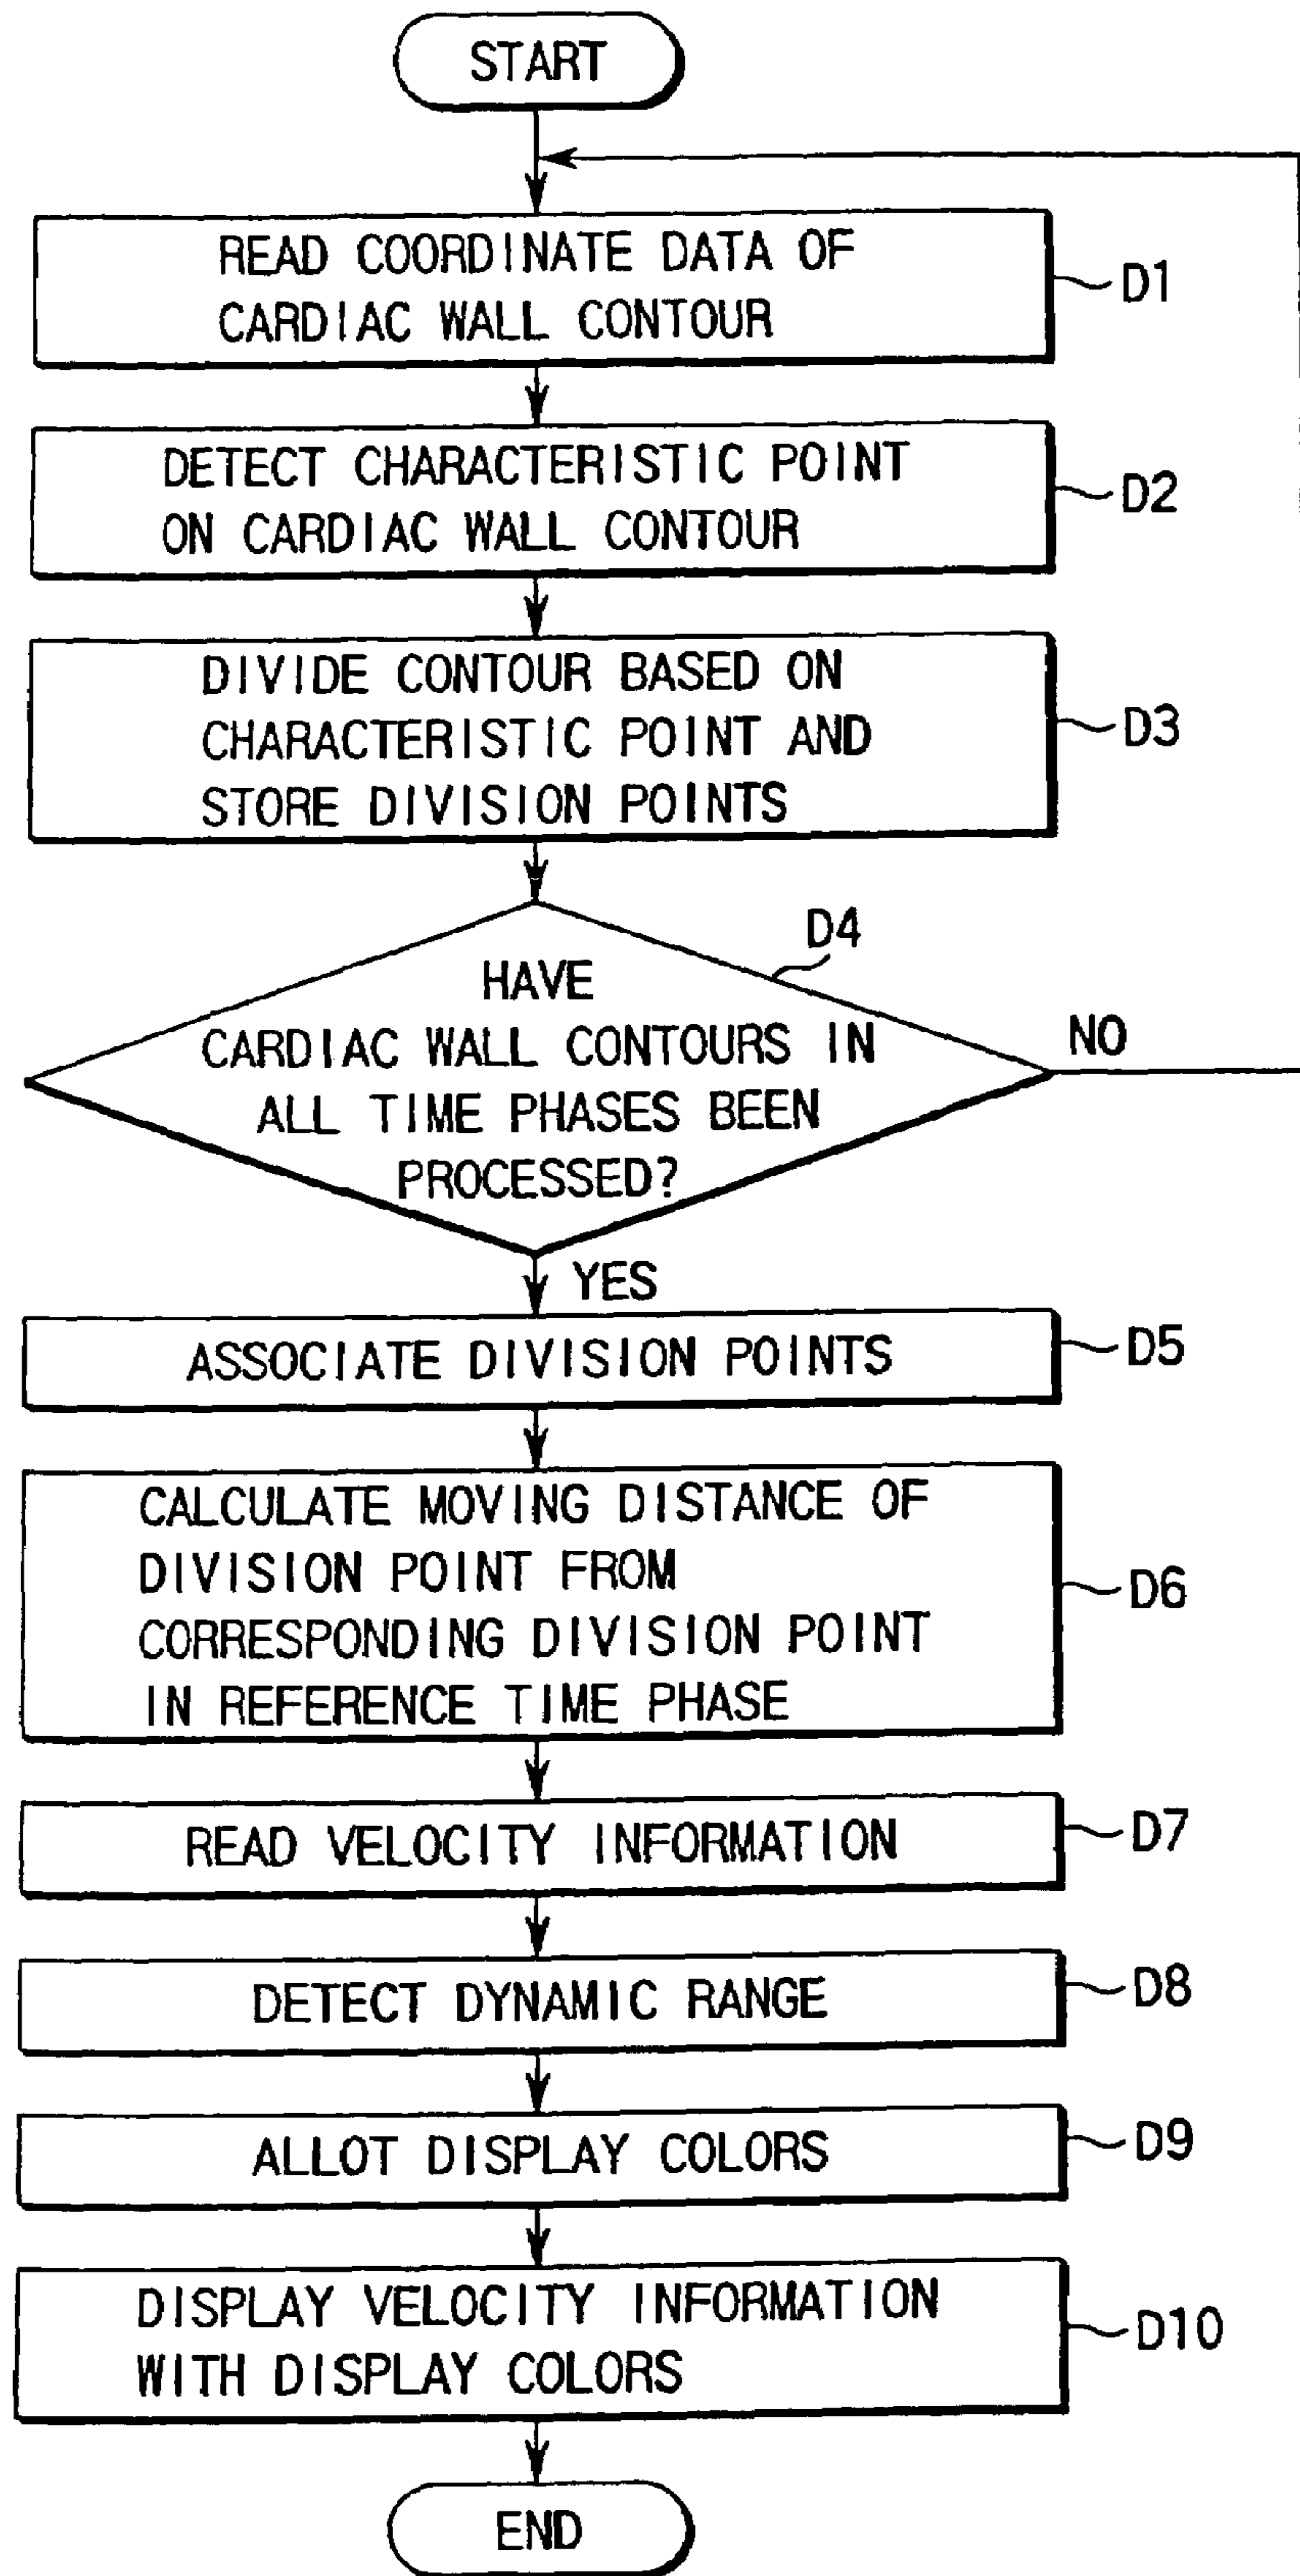 START
READ COORDINATE DATA OF
CARDIAC WALL CONTOUR
D1
DETECT CHARACTERISTIC POINT
ON CARDIAC WALL CONTOUR
D2
DIVIDE CONTOUR BASED ON
CHARACTERISTIC POINT AND
STORE DIVISION POINTS
D3
D4
HAVE
CARDIAC WALL CONTOURS IN
ALL TIME PHASES BEEN
PROCESSED?
NO
YES
ASSOCIATE DIVISION POINTS
D5
CALCULATE MOVING DISTANCE OF
DIVISION POINT FROM
CORRESPONDING DIVISION POINT
IN REFERENCE TIME PHASE
D6
READ VELOCITY INFORMATION
D7
DETECT DYNAMIC RANGE
D8
ALLOT DISPLAY COLORS
D9
DISPLAY VELOCITY INFORMATION
WITH DISPLAY COLORS
D10
END